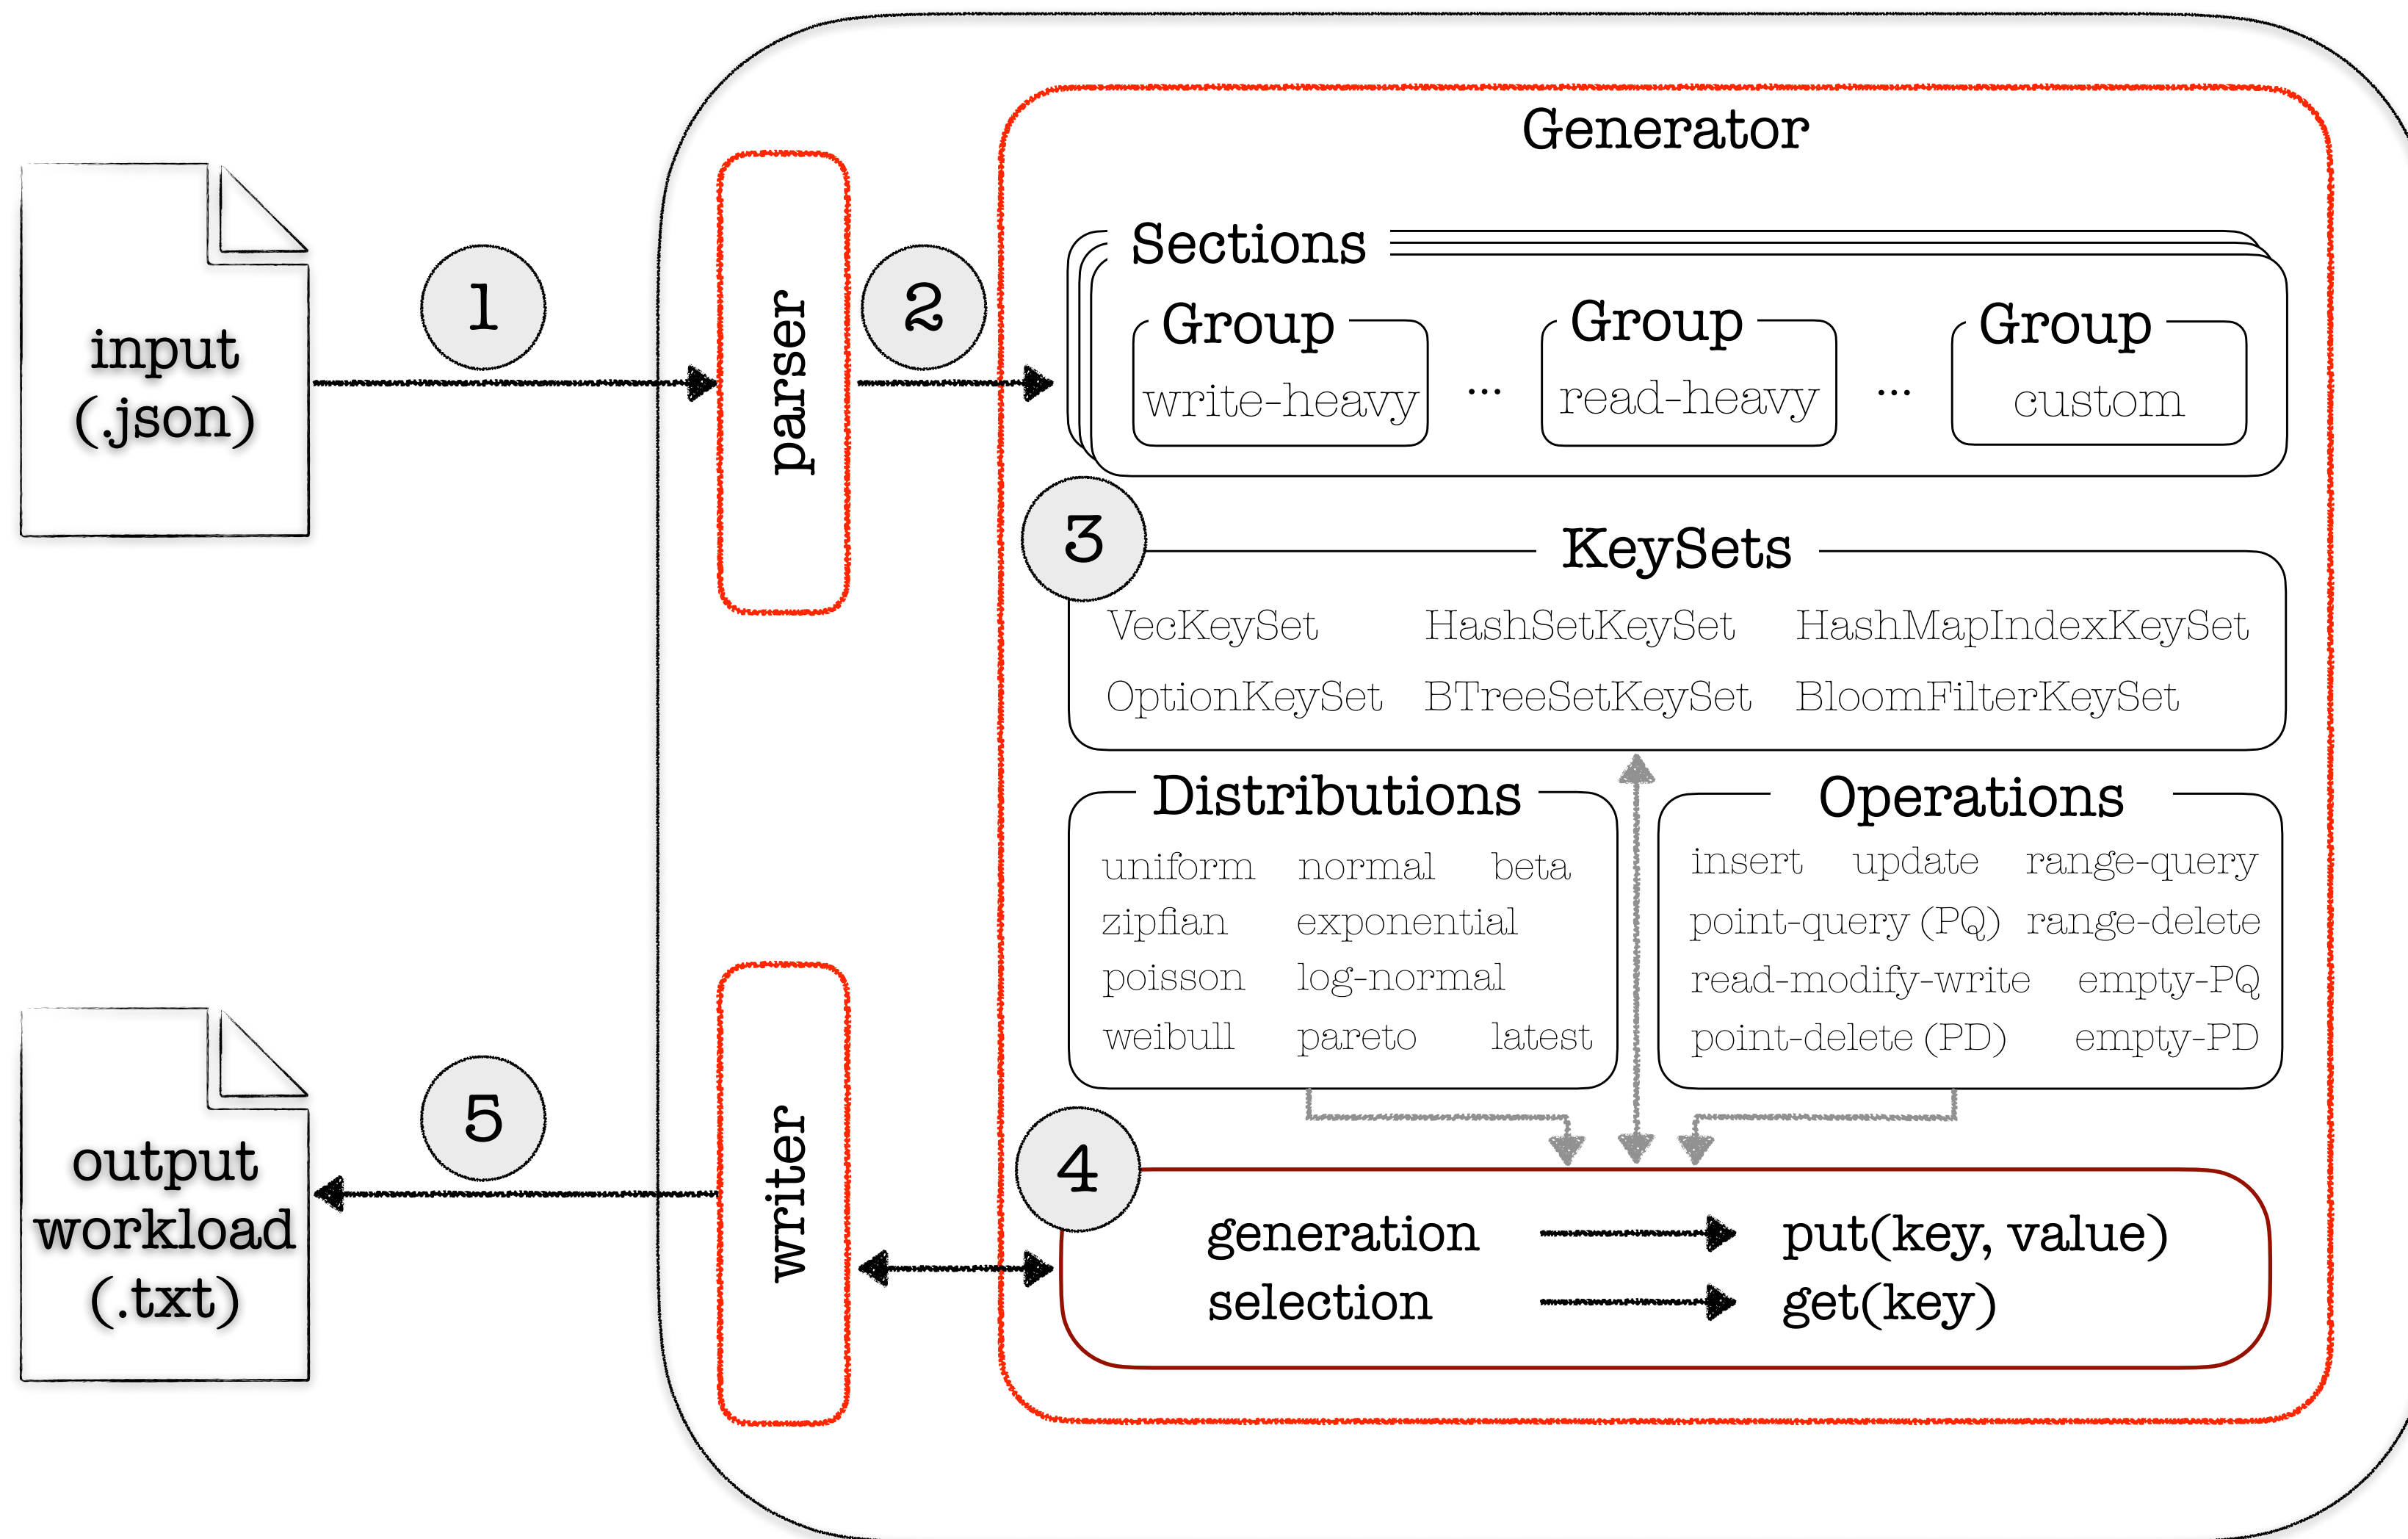 Generator
input
(.json)
1
parser
2
Sections
Group
write-heavy
...
Group
read-heavy
...
Group
custom
3
KeySets
VecKeySet HashSetKeySet HashMapIndexKeySet
OptionKeySet BTreeSetKeySet BloomFilterKeySet
Distributions
uniform normal beta
zipfian exponential
poisson log-normal
weibull pareto latest
Operations
insert update range-query
point-query (PQ) range-delete
read-modify-write empty-PQ
point-delete (PD) empty-PD
4
generation put(key, value)
selection get(key)
writer
5
output
workload
(.txt)